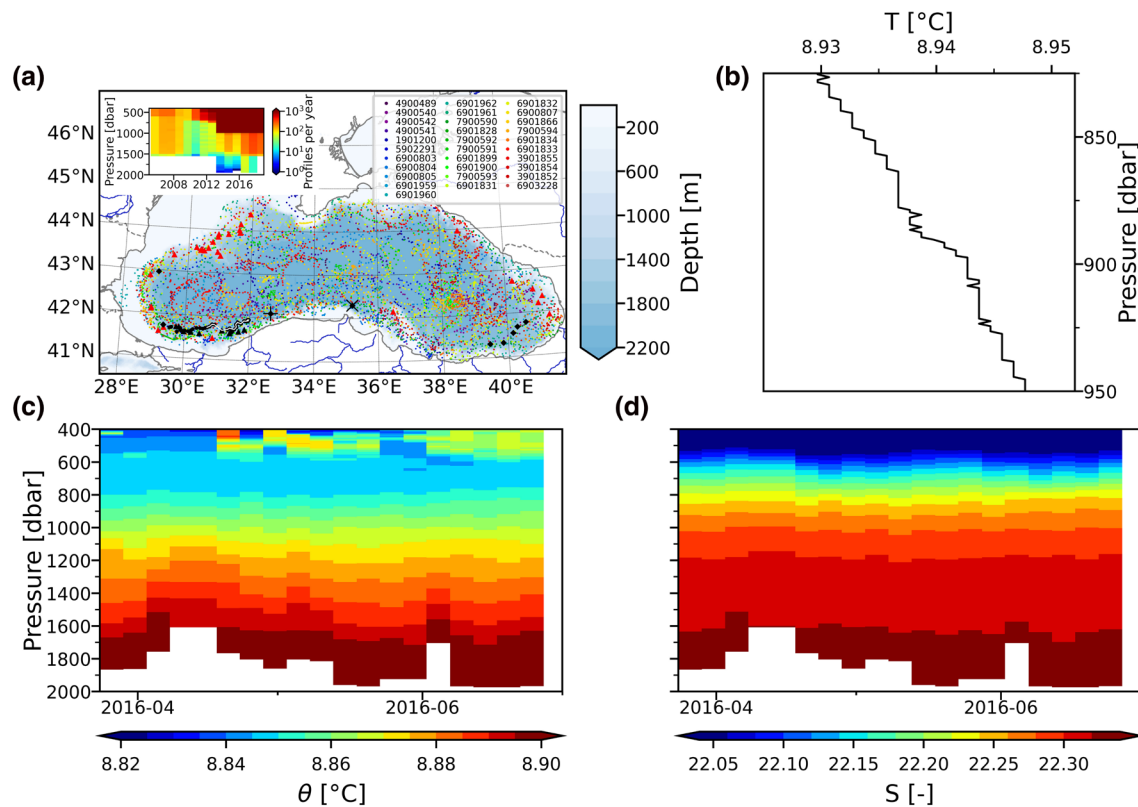 (a)
46°N
45°N
44°N
43°N
42°N
41°N
28°E 30°E 32°E 34°E 36°E 38°E 40°E
Pressure [dbar]
500
1000
1500
2000
2008 2012 2016
10³
10²
10¹
10⁰
Profiles per year
4900489 6901962 6901832
4900540 6901961 6900807
4900542 7900590 6901866
4900541 6901828 7900594
1901200 7900592 6901834
5902291 7900591 6901833
6900803 6901899 3901855
6900804 6901900 3901854
6900805 7900593 3901852
6901959 6901831 6903228
6901960
200
600
1000
1400
1800
2200
Depth [m]
(b)
T [°C]
8.93 8.94 8.95
850
900
950
Pressure [dbar]
(c)
400
600
800
1000
1200
1400
1600
1800
2000
Pressure [dbar]
2016-04 2016-06
8.82 8.84 8.86 8.88 8.90
θ [°C]
(d)
2016-04 2016-06
22.05 22.10 22.15 22.20 22.25 22.30
S [-]